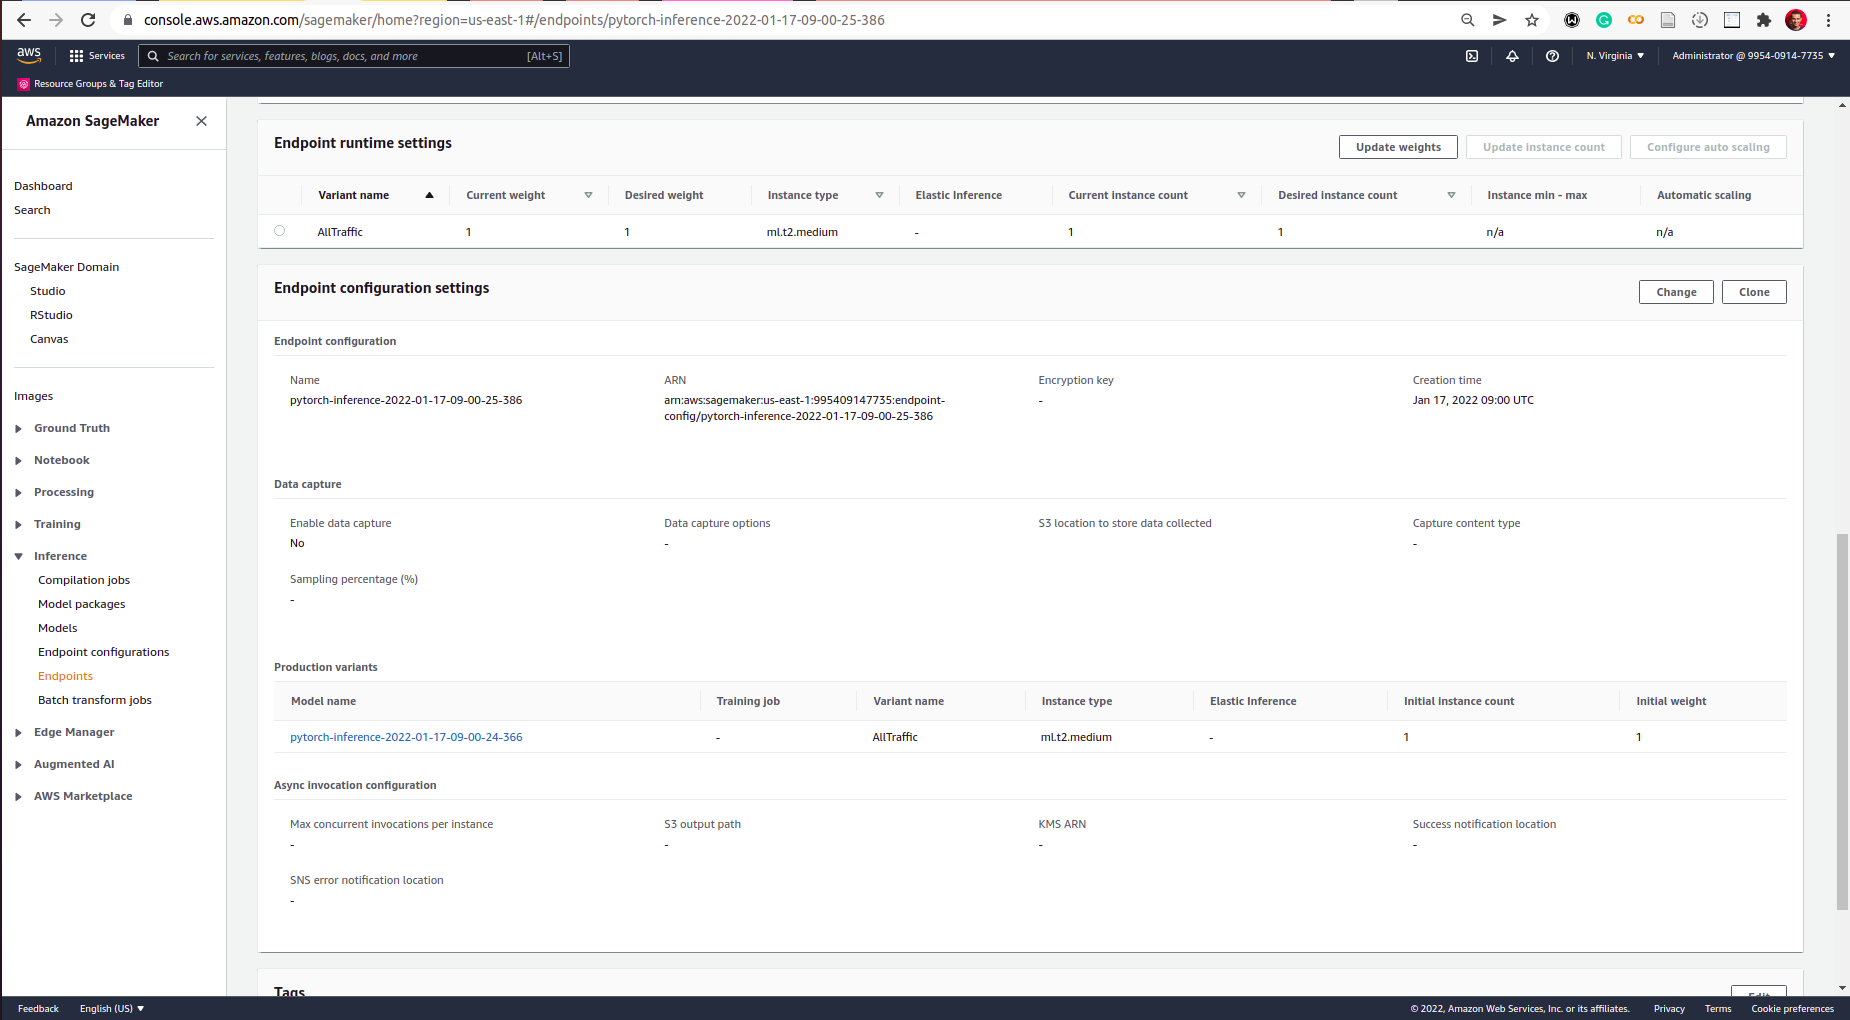 console.aws.amazon.com/sagemaker/home?region=us-east-1#/endpoints/pytorch-inference-2022-01-17-09-00-25-386
aws
Services
Search for services, features, blogs, docs, and more
[Alt+S]
N. Virginia
Administrator @ 9954-0914-7735
Resource Groups & Tag Editor
Amazon SageMaker
Dashboard
Search
SageMaker Domain
Studio
RStudio
Canvas
Images
Ground Truth
Notebook
Processing
Training
Inference
Compilation jobs
Model packages
Models
Endpoint configurations
Endpoints
Batch transform jobs
Edge Manager
Augmented AI
AWS Marketplace
Endpoint runtime settings
Update weights
Update instance count
Configure auto scaling
Variant name Current weight Desired weight Instance type Elastic Inference Current instance count Desired instance count Instance min - max Automatic scaling
AllTraffic 1 1 ml.t2.medium - 1 1 n/a n/a
Endpoint configuration settings
Change
Clone
Endpoint configuration
Name
pytorch-inference-2022-01-17-09-00-25-386
ARN
arn:aws:sagemaker:us-east-1:995409147735:endpoint-
config/pytorch-inference-2022-01-17-09-00-25-386
Encryption key
-
Creation time
Jan 17, 2022 09:00 UTC
Data capture
Enable data capture
No
Data capture options
-
S3 location to store data collected
Capture content type
-
Sampling percentage (%)
-
Production variants
Model name Training job Variant name Instance type Elastic Inference Initial instance count Initial weight
pytorch-inference-2022-01-17-09-00-24-366 - AllTraffic ml.t2.medium - 1 1
Async invocation configuration
Max concurrent invocations per instance
-
S3 output path
-
KMS ARN
-
Success notification location
-
SNS error notification location
-
Tags
Edit
Feedback
English (US)
© 2022, Amazon Web Services, Inc. or its affiliates.
Privacy
Terms
Cookie preferences